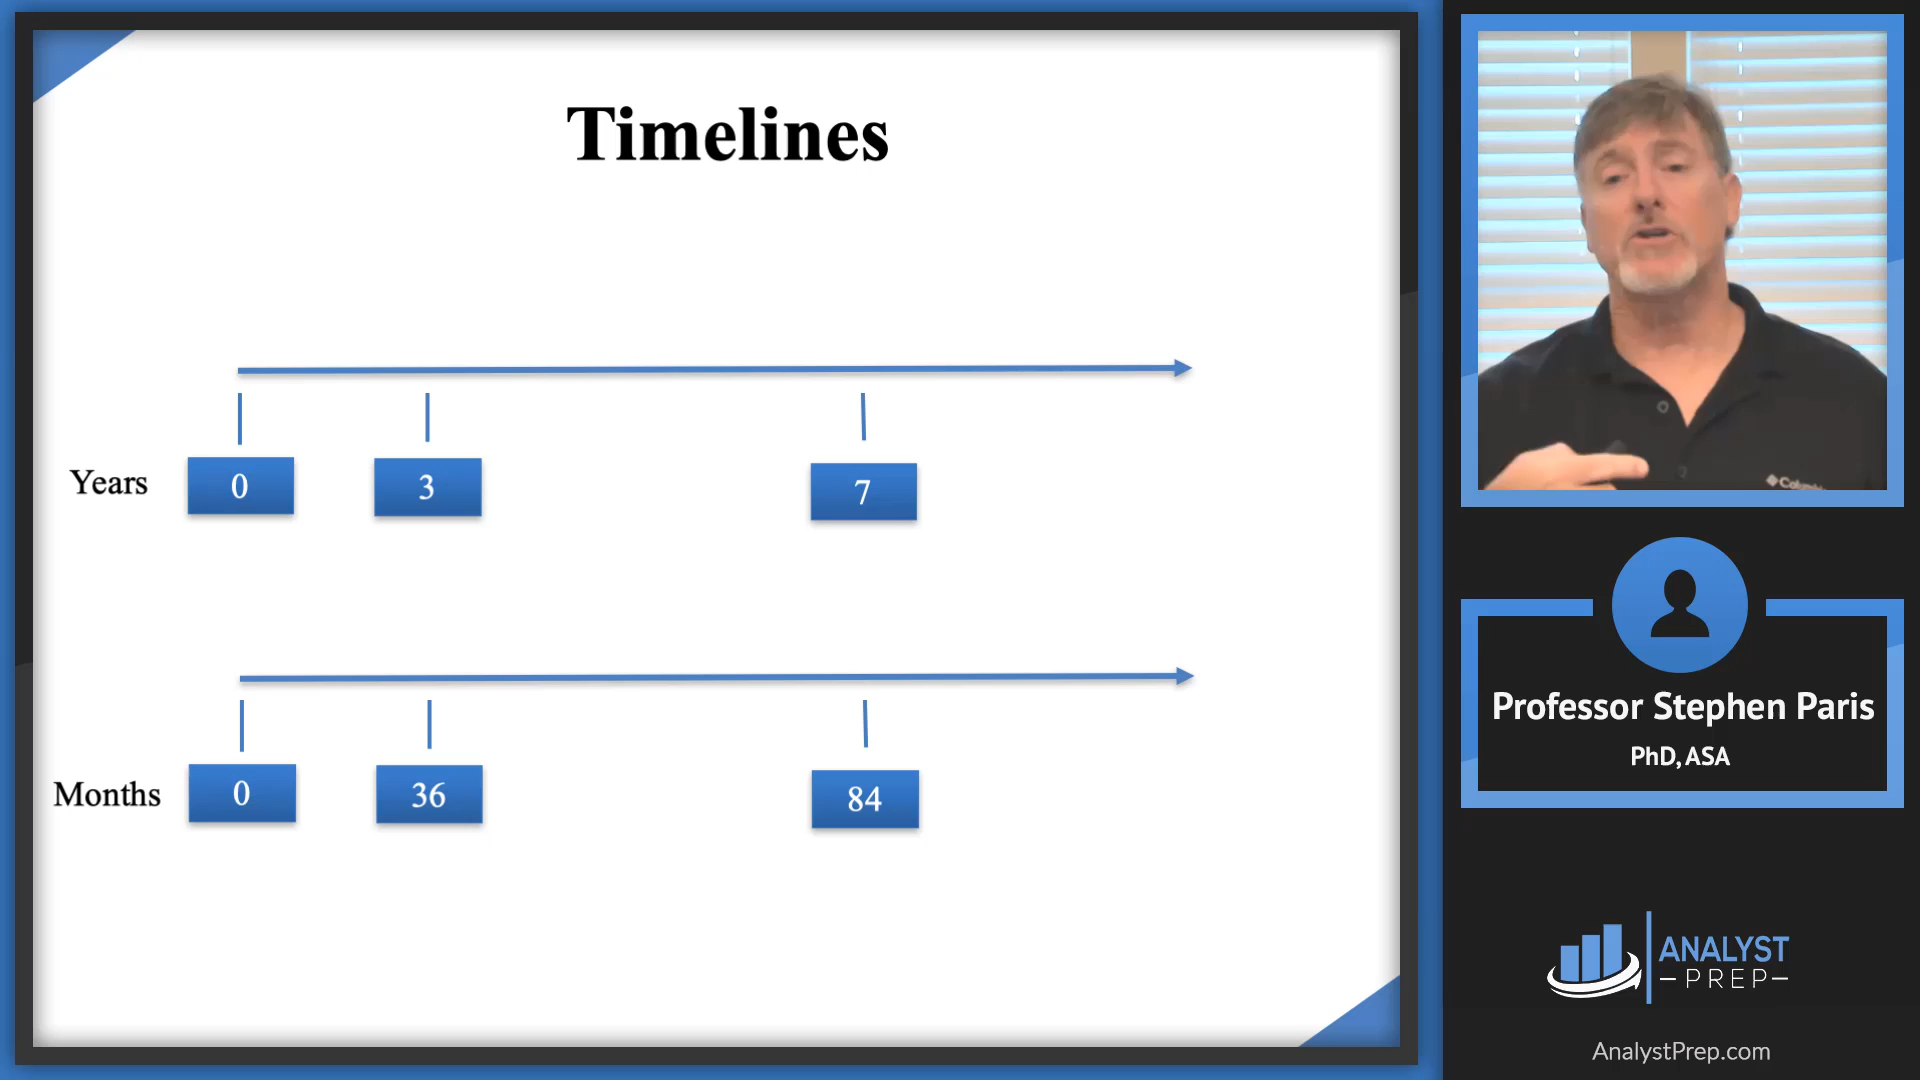 Timelines
Years 0 3 7
Months 0 36 84
Professor Stephen Paris
PhD, ASA
ANALYST
PREP
AnalystPrep.com